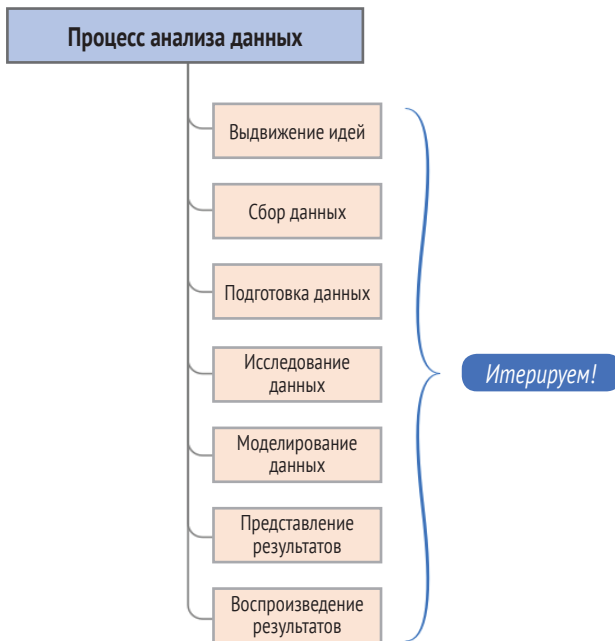 Процесс анализа данных
Выдвижение идей
Сбор данных
Подготовка данных
Исследование
данных
Итерируем!
Моделирование
данных
Представление
результатов
Воспроизведение
результатов